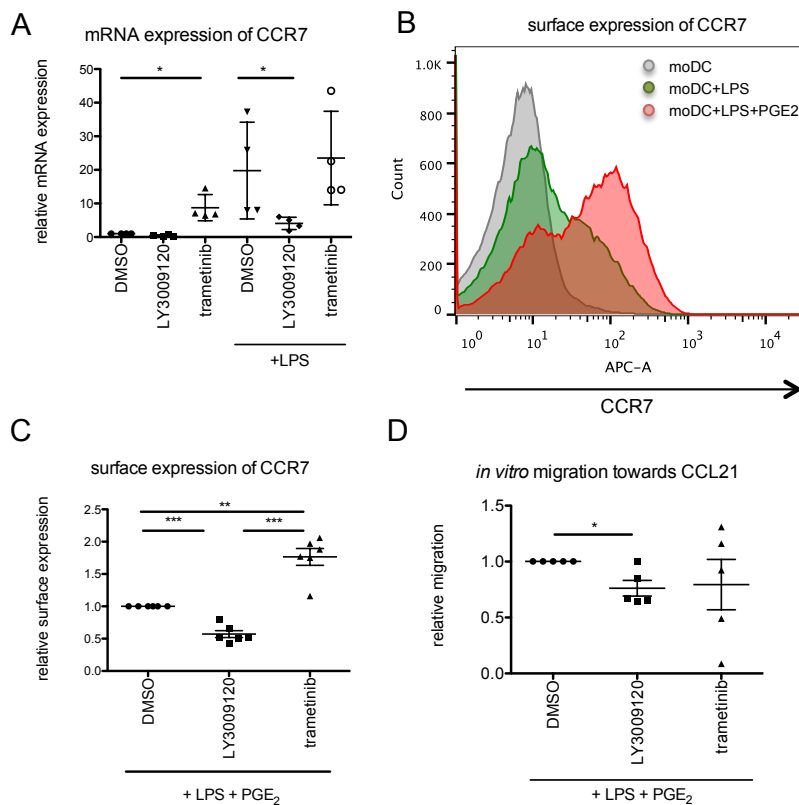 A
mRNA expression of CCR7
relative mRNA expression
50
40
30
20
10
0
*
*
DMSO
LY3009120
trametinib
DMSO
LY3009120
trametinib
+LPS
B
surface expression of CCR7
Count
1.0K
800
600
400
200
0
moDC
moDC+LPS
moDC+LPS+PGE2
10^0
10^1
10^2
10^3
10^4
APC-A
CCR7
C
surface expression of CCR7
relative surface expression
2.5
2.0
1.5
1.0
0.5
0.0
**
*** ***
DMSO
LY3009120
trametinib
+ LPS + PGE₂
D
in vitro migration towards CCL21
relative migration
1.5
1.0
0.5
0.0
*
DMSO
LY3009120
trametinib
+ LPS + PGE₂